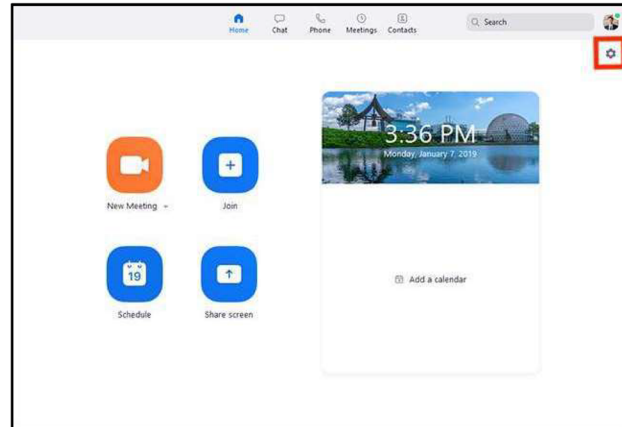 Home
Chat
Phone
Meetings
Contacts
Search
3:36 PM
Monday, January 7, 2019
New Meeting
Join
19
Schedule
Share screen
Add a calendar